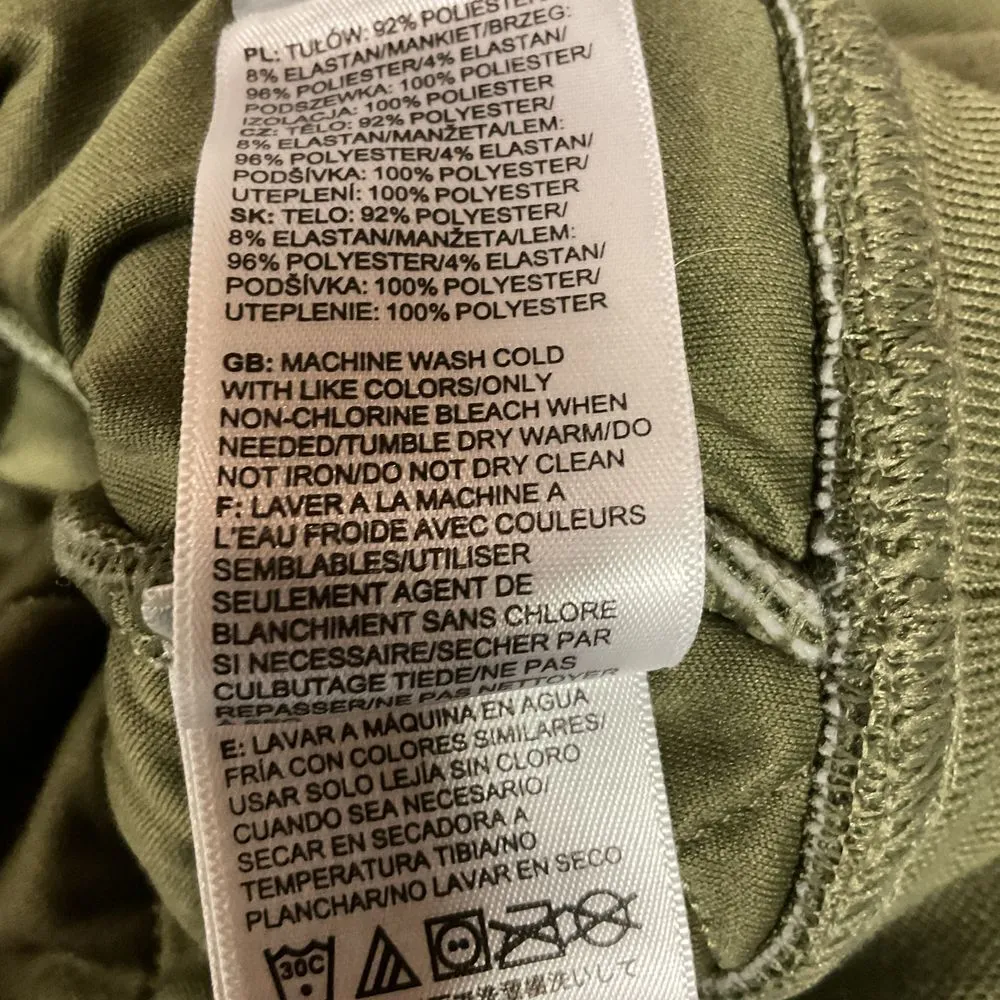 PL: TUŁÓW: 92% POLIESTER/
8% ELASTAN/MANKIET/BRZEG:
96% POLIESTER/4% ELASTAN/
PODSZEWKA: 100% POLIESTER/
IZOLACJA: 100% POLIESTER
CZ: TĚLO: 92% POLYESTER/
8% ELASTAN/MANŽETA/LEM:
96% POLYESTER/4% ELASTAN/
PODŠÍVKA: 100% POLYESTER/
UTEPLENÍ: 100% POLYESTER
SK: TELO: 92% POLYESTER/
8% ELASTAN/MANŽETA/LEM:
96% POLYESTER/4% ELASTAN/
PODŠÍVKA: 100% POLYESTER/
UTEPLENIE: 100% POLYESTER
GB: MACHINE WASH COLD
WITH LIKE COLORS/ONLY
NON-CHLORINE BLEACH WHEN
NEEDED/TUMBLE DRY WARM/DO
NOT IRON/DO NOT DRY CLEAN
F: LAVER A LA MACHINE A
L'EAU FROIDE AVEC COULEURS
SEMBLABLES/UTILISER
SEULEMENT AGENT DE
BLANCHIMENT SANS CHLORE
SI NECESSAIRE/SECHER PAR
CULBUTAGE TIEDE/NE PAS
REPASSER/NE PAS NETTOYER
E: LAVAR A MÁQUINA EN AGUA
FRÍA CON COLORES SIMILARES/
USAR SOLO LEJÍA SIN CLORO
CUANDO SEA NECESARIO/
SECAR EN SECADORA A
TEMPERATURA TIBIA/NO
PLANCHAR/NO LAVAR EN SECO
30C